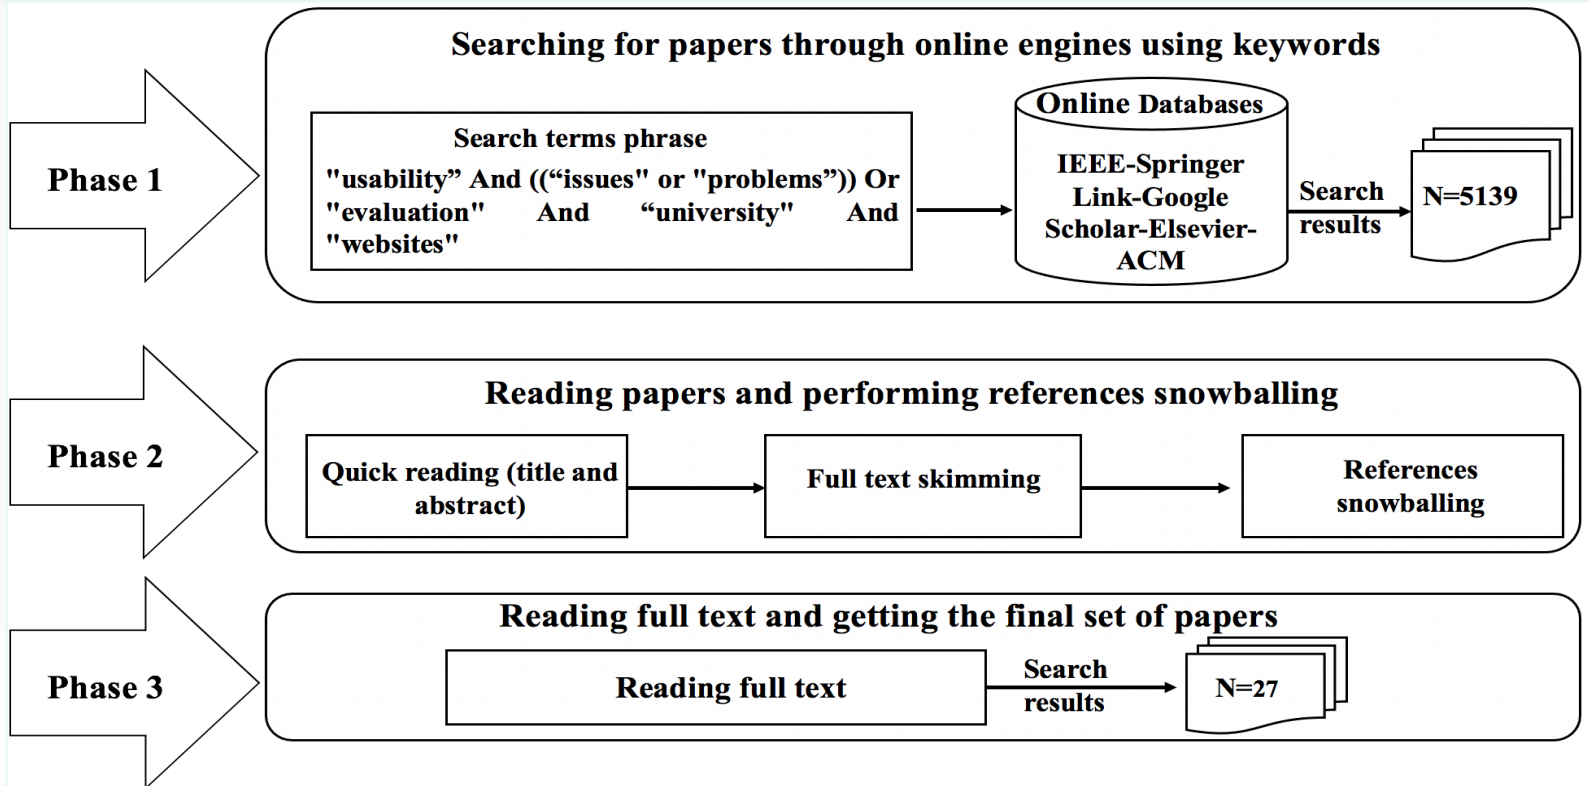 Searching for papers through online engines using keywords
Phase 1
Search terms phrase
"usability” And ((“issues" or "problems”)) Or
"evaluation" And “university" And
"websites"
Online Databases
IEEE-Springer
Link-Google
Scholar-Elsevier-
ACM
Search
results
N=5139
Reading papers and performing references snowballing
Phase 2
Quick reading (title and
abstract)
Full text skimming
References
snowballing
Reading full text and getting the final set of papers
Phase 3
Reading full text
Search
results
N=27